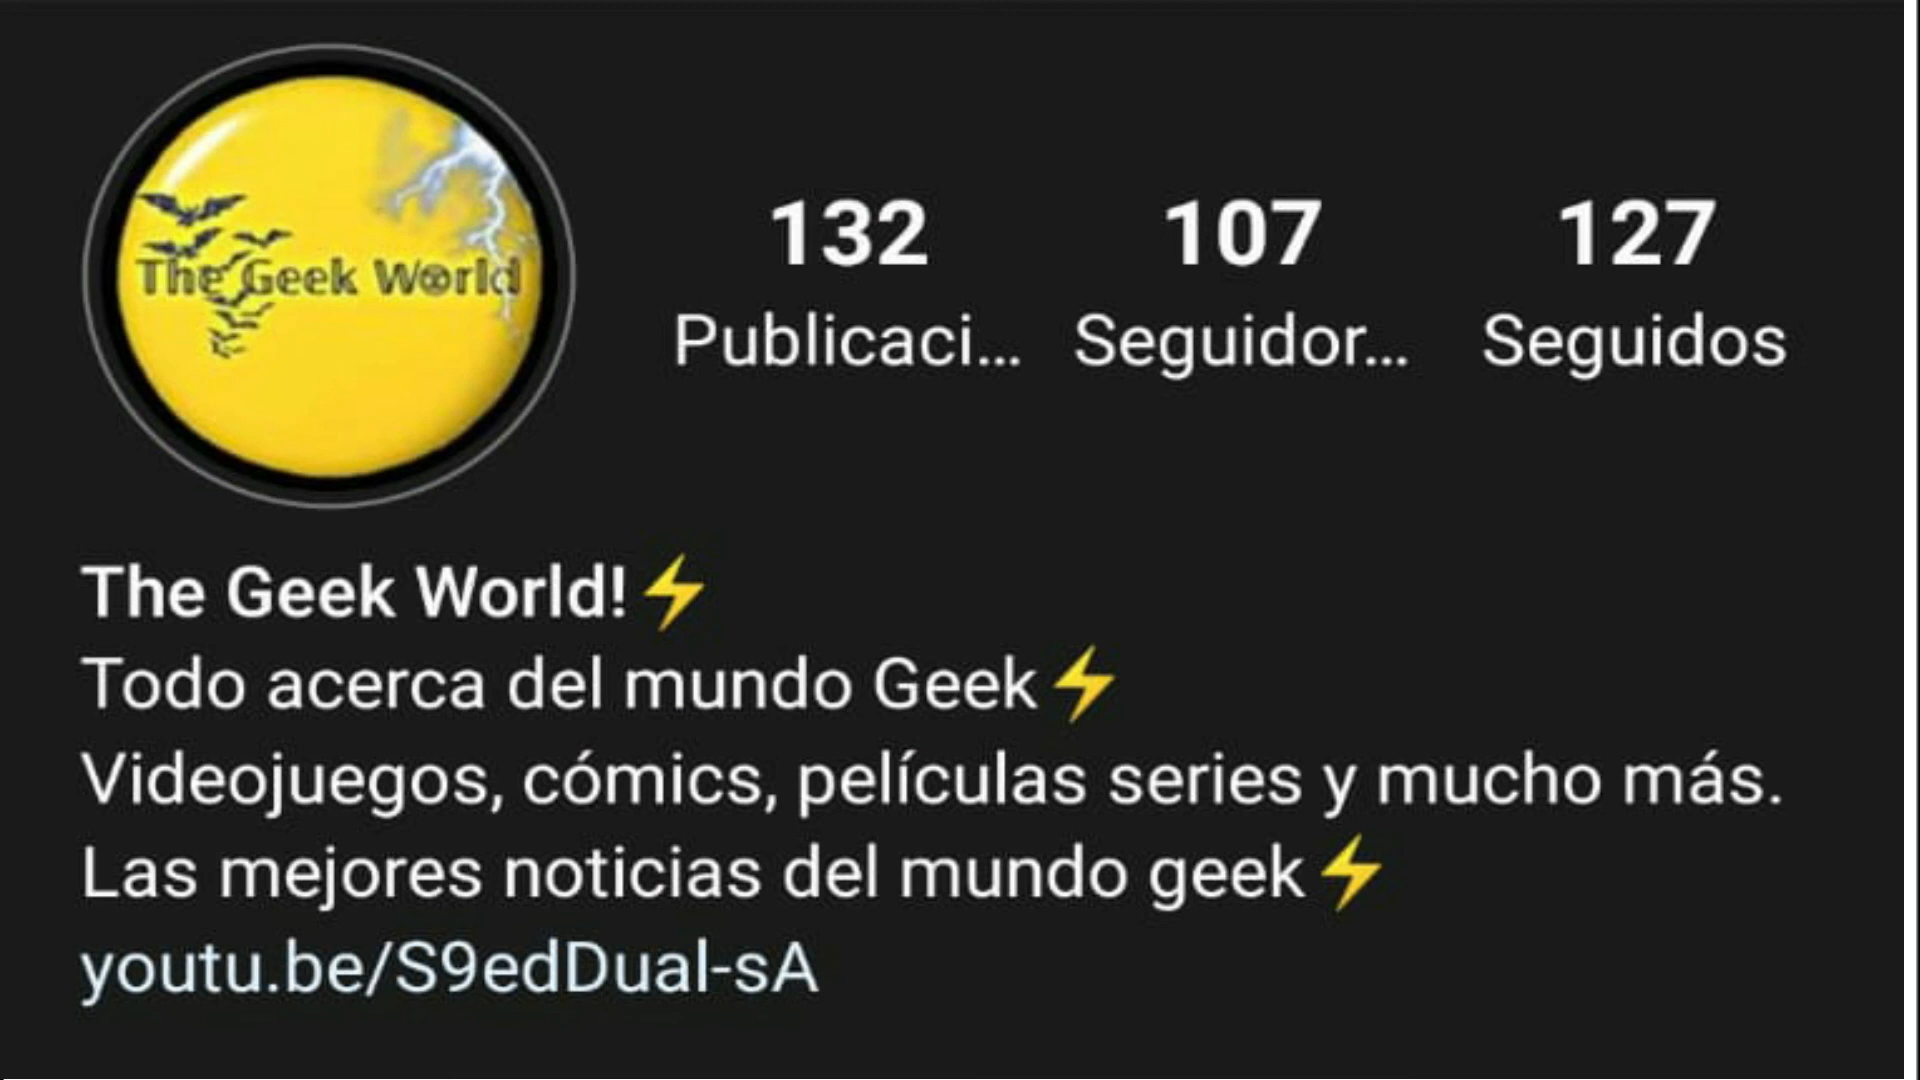 The Geek World
132 107 127
Publicaci... Seguidor... Seguidos
The Geek World!⚡
Todo acerca del mundo Geek⚡
Videojuegos, cómics, películas series y mucho más.
Las mejores noticias del mundo geek⚡
youtu.be/S9edDual-sA